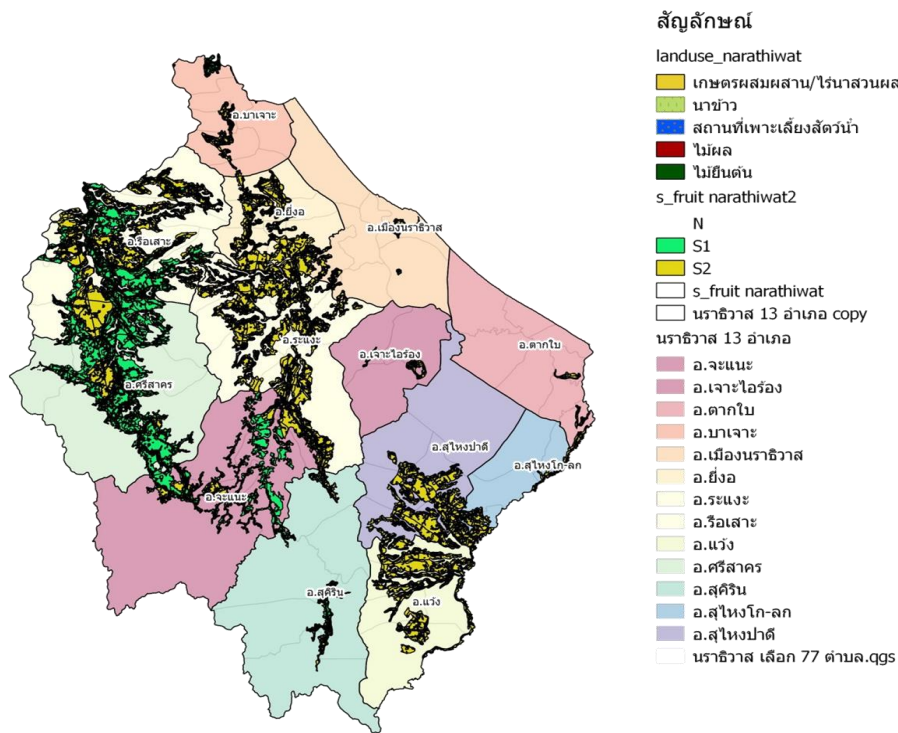 สัญลักษณ์
landuse_narathiwat
เกษตรผสมผสาน/ไร่นาสวนผส
นาข้าว
สถานที่เพาะเลี้ยงสัตว์น้ำ
ไม้ผล
ไม้ยืนต้น
s_fruit narathiwat2
N
S1
S2
s_fruit narathiwat
นราธิวาส 13 อำเภอ copy
นราธิวาส 13 อำเภอ
อ.จะแนะ
อ.เจาะไอร้อง
อ.ตากใบ
อ.บาเจาะ
อ.เมืองนราธิวาส
อ.ยี่งอ
อ.ระแงะ
อ.รือเสาะ
อ.แว้ง
อ.ศรีสาคร
อ.สุคิริน
อ.สุไหงโก-ลก
อ.สุไหงปาดี
นราธิวาส เลือก 77 ตำบล.qgs
อ.บาเจาะ
อ.ยี่งอ
อ.เมืองนราธิวาส
อ.รือเสาะ
อ.ระแงะ
อ.ตากใบ
อ.เจาะไอร้อง
อ.ศรีสาคร
อ.สุไหงปาดี
อ.สุไหงโก-ลก
อ.จะแนะ
อ.สุคิริน
อ.แว้ง